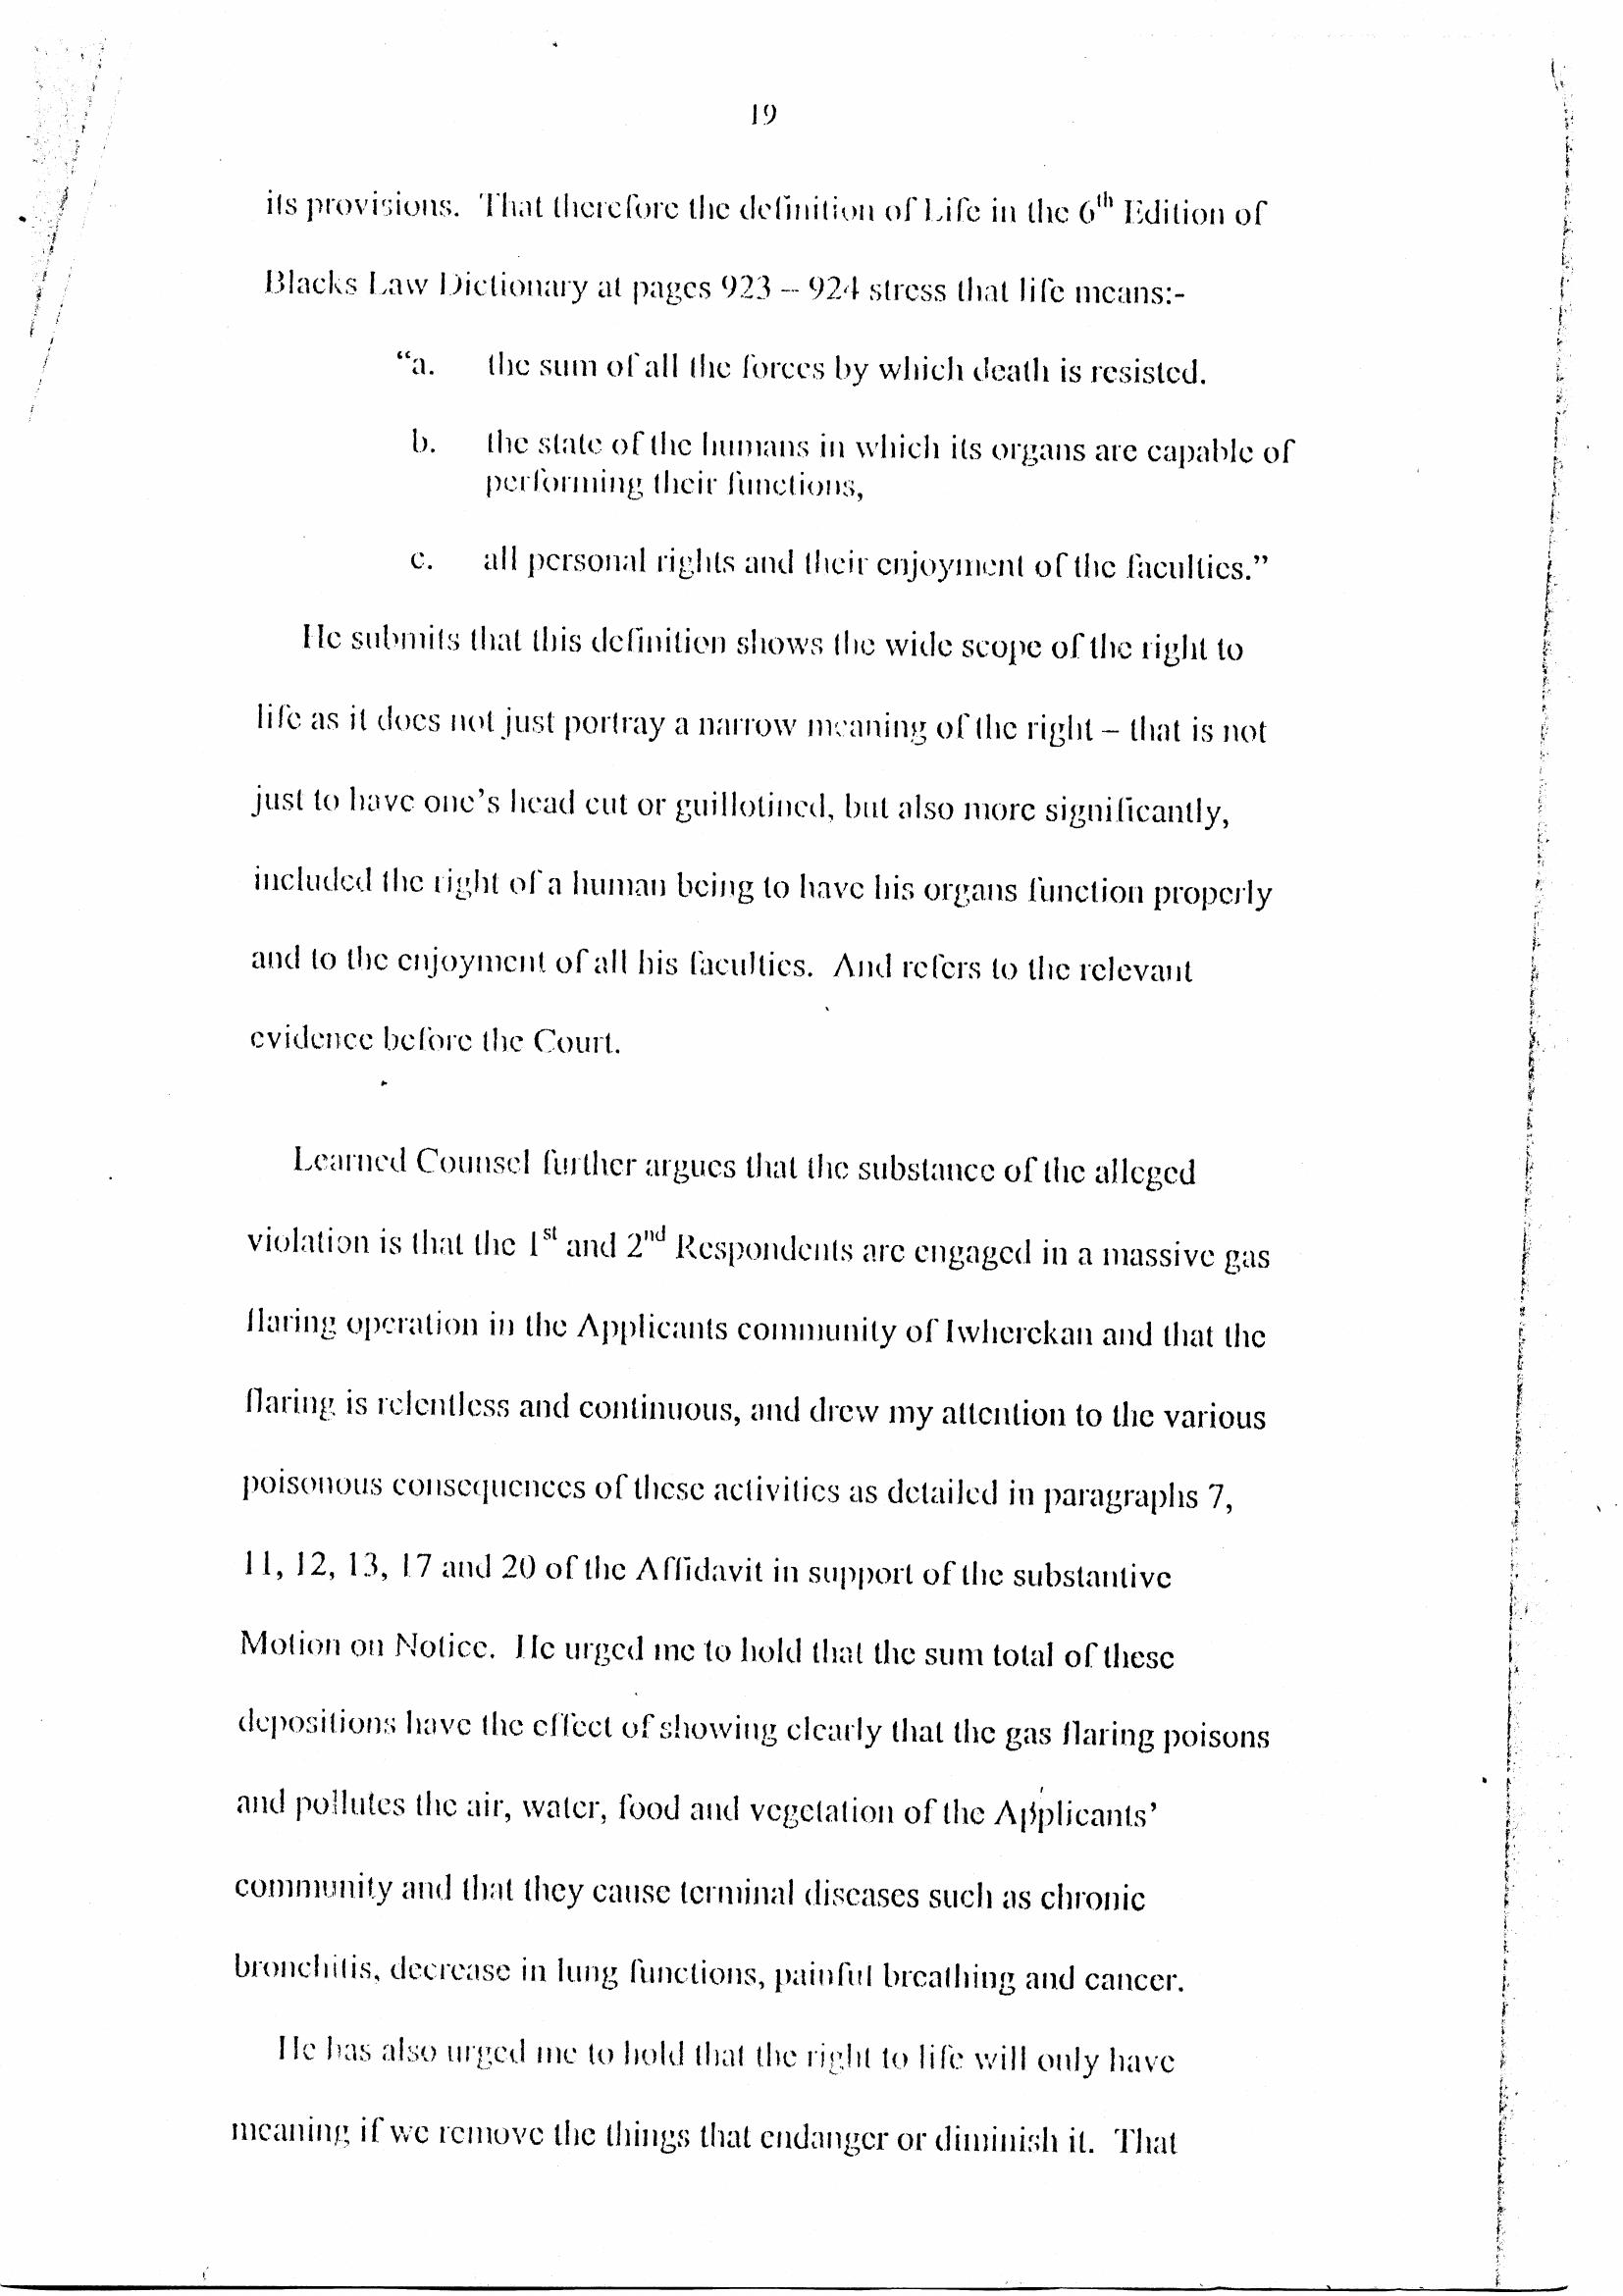 19
its provisions. That therefore the definition of Life in the 6th Edition of
Blacks Law Dictionary at pages 923 – 924 stress that life means:-
“a. the sum of all the forces by which death is resisted.
b. the state of the humans in which its organs are capable of
performing their functions,
c. all personal rights and their enjoyment of the faculties.”
He submits that this definition shows the wide scope of the right to
life as it does not just portray a narrow meaning of the right – that is not
just to have one’s head cut or guillotined, but also more significantly,
included the right of a human being to have his organs function properly
and to the enjoyment of all his faculties. And refers to the relevant
evidence before the Court.
Learned Counsel further argues that the substance of the alleged
violation is that the 1st and 2nd Respondents are engaged in a massive gas
flaring operation in the Applicants community of Iwherekan and that the
flaring is relentless and continuous, and drew my attention to the various
poisonous consequences of these activities as detailed in paragraphs 7,
11, 12, 13, 17 and 20 of the Affidavit in support of the substantive
Motion on Notice. He urged me to hold that the sum total of these
depositions have the effect of showing clearly that the gas flaring poisons
and pollutes the air, water, food and vegetation of the Applicants’
community and that they cause terminal diseases such as chronic
bronchitis, decrease in lung functions, painful breathing and cancer.
He has also urged me to hold that the right to life will only have
meaning if we remove the things that endanger or diminish it. That